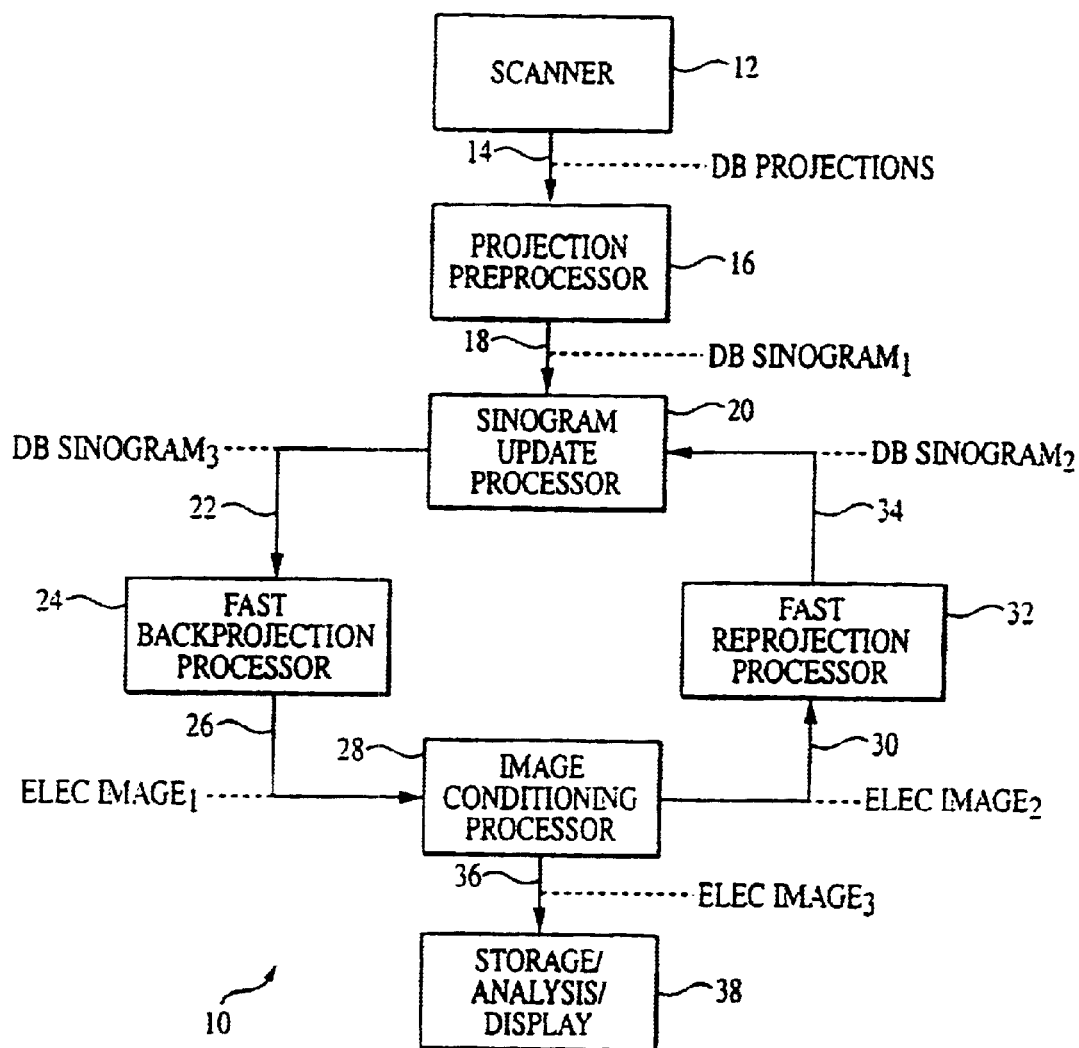 SCANNER
12
14
DB PROJECTIONS
PROJECTION
PREPROCESSOR
16
18
DB SINOGRAM1
20
SINOGRAM
UPDATE
PROCESSOR
DB SINOGRAM3
DB SINOGRAM2
22
34
24
FAST
BACKPROJECTION
PROCESSOR
FAST
REPROJECTION
PROCESSOR
32
26
28
IMAGE
CONDITIONING
PROCESSOR
30
ELEC IMAGE1
ELEC IMAGE2
36
ELEC IMAGE3
STORAGE/
ANALYSIS/
DISPLAY
38
10